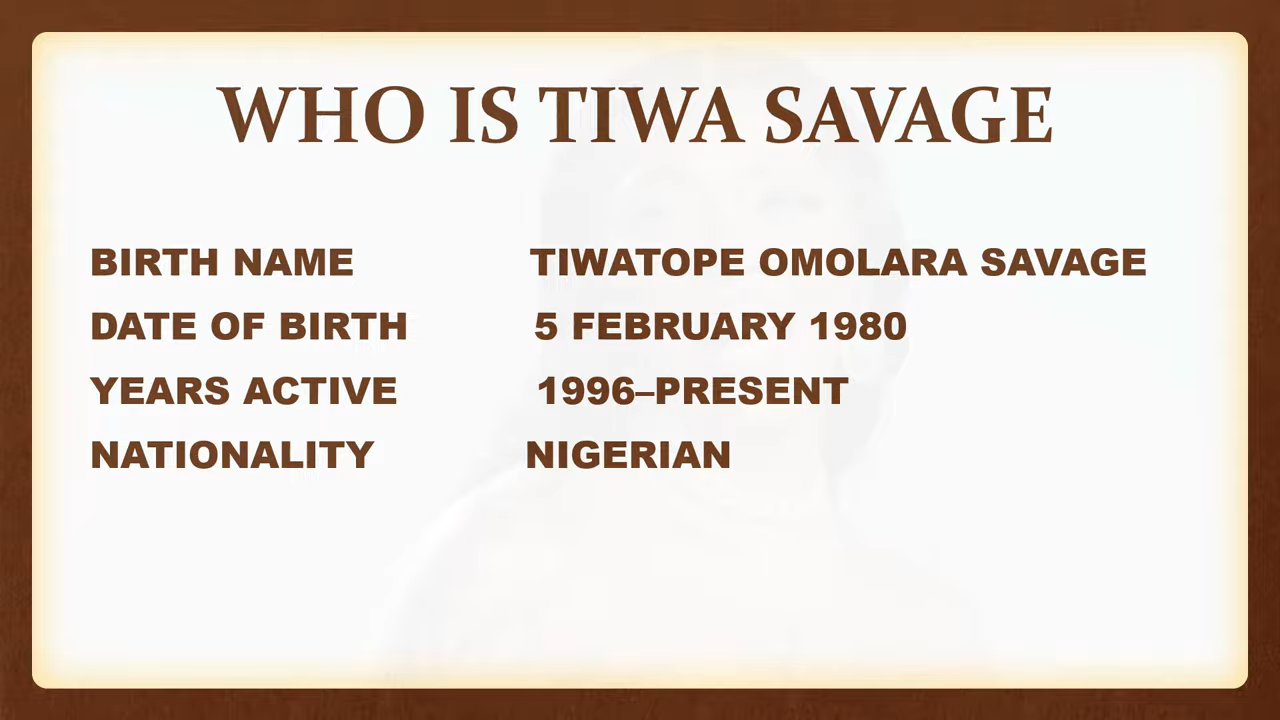 WHO IS TIWA SAVAGE
BIRTH NAME TIWATOPE OMOLARA SAVAGE
DATE OF BIRTH 5 FEBRUARY 1980
YEARS ACTIVE 1996–PRESENT
NATIONALITY NIGERIAN